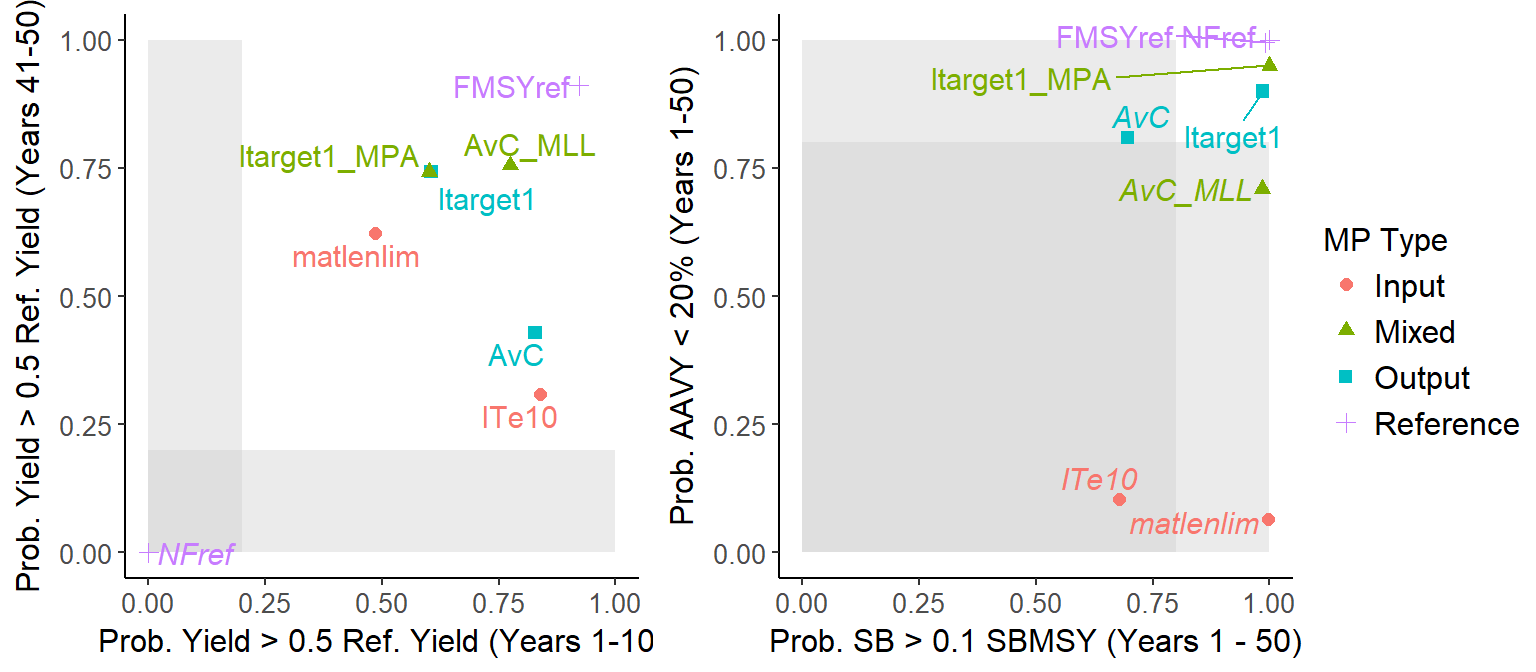 Prob. Yield > 0.5 Ref. Yield (Years 41-50)
1.00
0.75
0.50
0.25
0.00
FMSYref
Itarget1_MPA
AvC_MLL
Itarget1
matlenlim
AvC
ITe10
NFref
0.00 0.25 0.50 0.75 1.00
Prob. Yield > 0.5 Ref. Yield (Years 1-10
Prob. AAVY < 20% (Years 1-50)
1.00
0.75
0.50
0.25
0.00
FMSYref NFref
Itarget1_MPA
AvC
Itarget1
AvC_MLL
ITe10
matlenlim
0.00 0.25 0.50 0.75 1.00
Prob. SB > 0.1 SBMSY (Years 1 - 50)
MP Type
Input
Mixed
Output
Reference